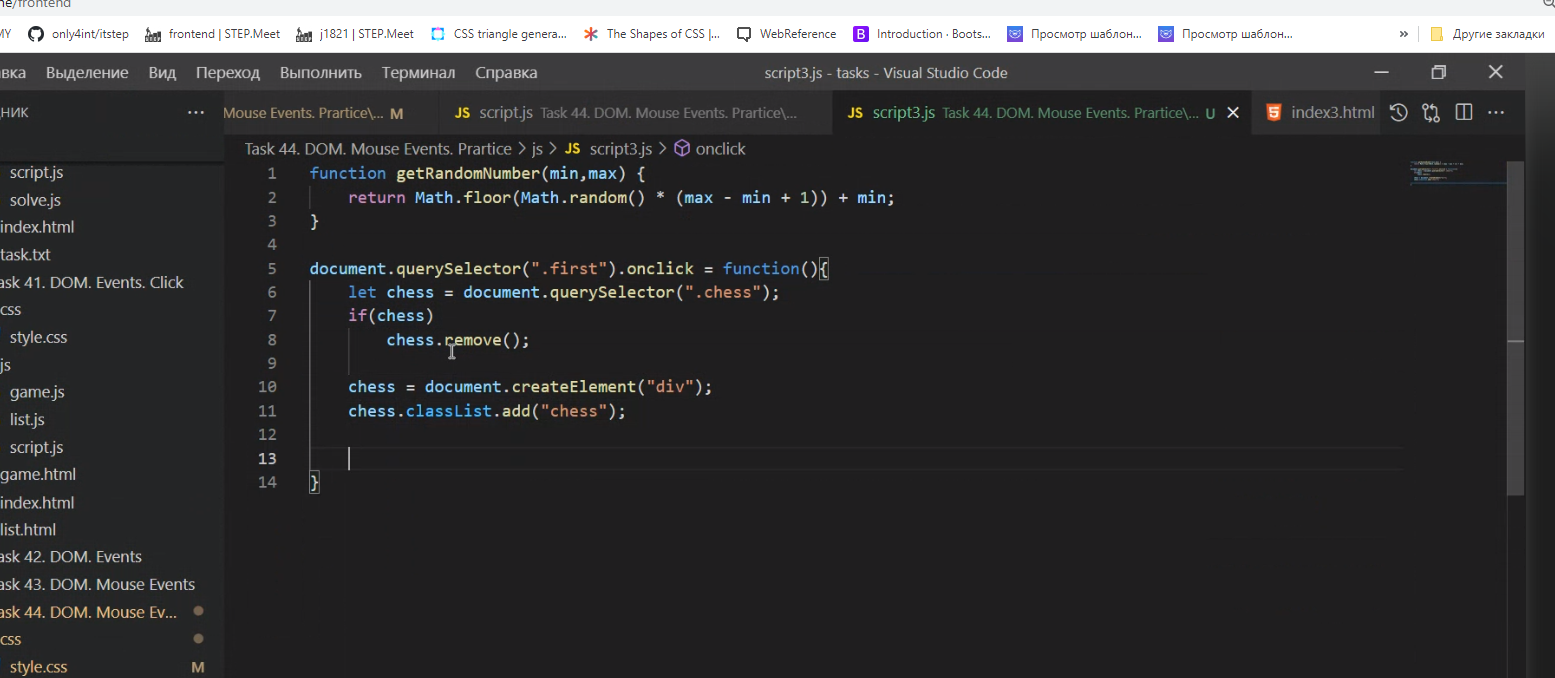 ne/frontend
MY only4int/itstep frontend | STEP.Meet j1821 | STEP.Meet CSS triangle genera... The Shapes of CSS |... WebReference B Introduction · Boots... Просмотр шаблон... Просмотр шаблон... » Другие закладки
вка Выделение Вид Переход Выполнить Терминал Справка script3.js - tasks - Visual Studio Code
НИК ... Mouse Events. Prartice\... M JS script.js Task 44. DOM. Mouse Events. Prartice\... JS script3.js Task 44. DOM. Mouse Events. Prartice\... U index3.html ...
Task 44. DOM. Mouse Events. Prartice > js > JS script3.js > onclick
script.js
solve.js
index.html
task.txt
ask 41. DOM. Events. Click
css
style.css
js
game.js
list.js
script.js
game.html
index.html
list.html
ask 42. DOM. Events
ask 43. DOM. Mouse Events
ask 44. DOM. Mouse Ev...
css
style.css M
1 function getRandomNumber(min,max) {
2 return Math.floor(Math.random() * (max - min + 1)) + min;
3 }
4
5 document.querySelector(".first").onclick = function(){
6 let chess = document.querySelector(".chess");
7 if(chess)
8 chess.remove();
9
10 chess = document.createElement("div");
11 chess.classList.add("chess");
12
13
14 }